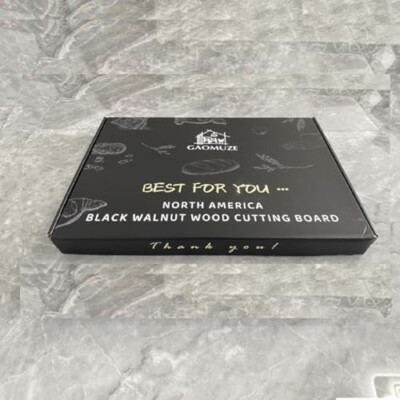 GAOMUZE
BEST FOR YOU ...
NORTH AMERICA
BLACK WALNUT WOOD CUTTING BOARD
Thank you!